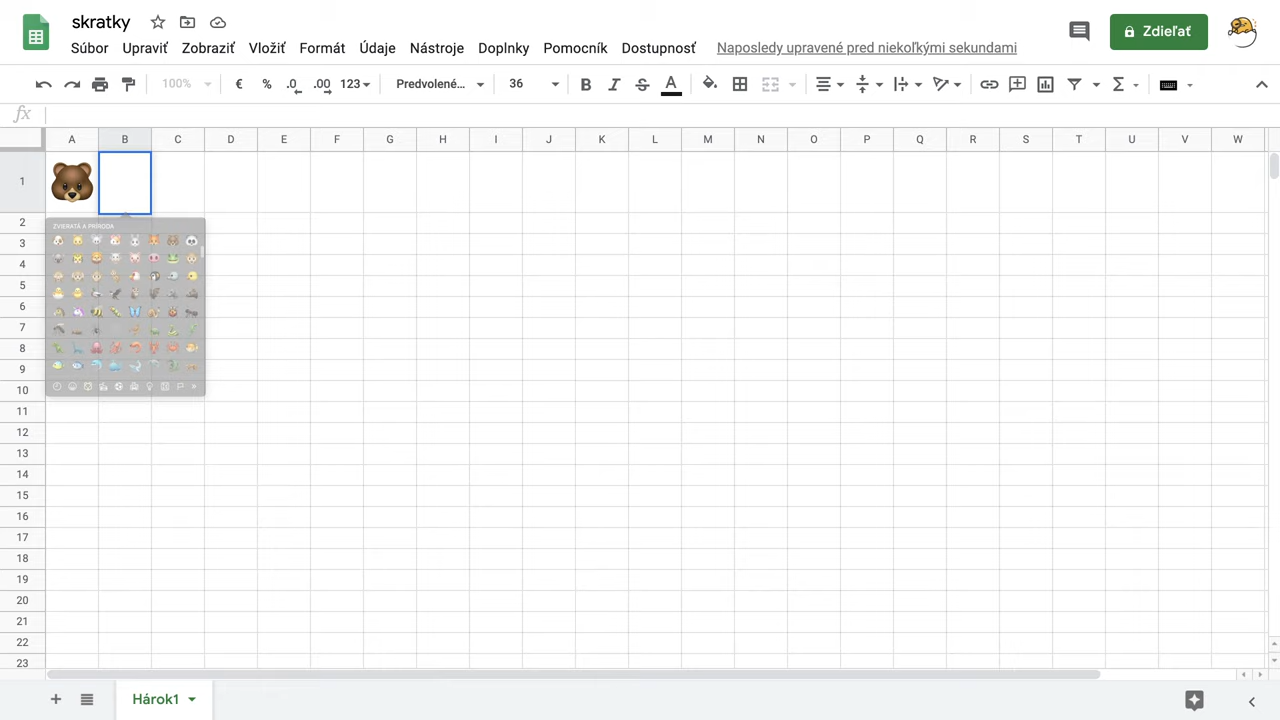 skratky
Súbor Upraviť Zobraziť Vložiť Formát Údaje Nástroje Doplnky Pomocník Dostupnosť Naposledy upravené pred niekoľkými sekundami
Zdieľať
100% € % .0 .00 123 Predvolené... 36 B I S A Σ
fx
A B C D E F G H I J K L M N O P Q R S T U V W
1
2
ZVIERATÁ A PRÍRODA
3
4
5
6
7
8
9
10
11
12
13
14
15
16
17
18
19
20
21
22
23
Hárok1